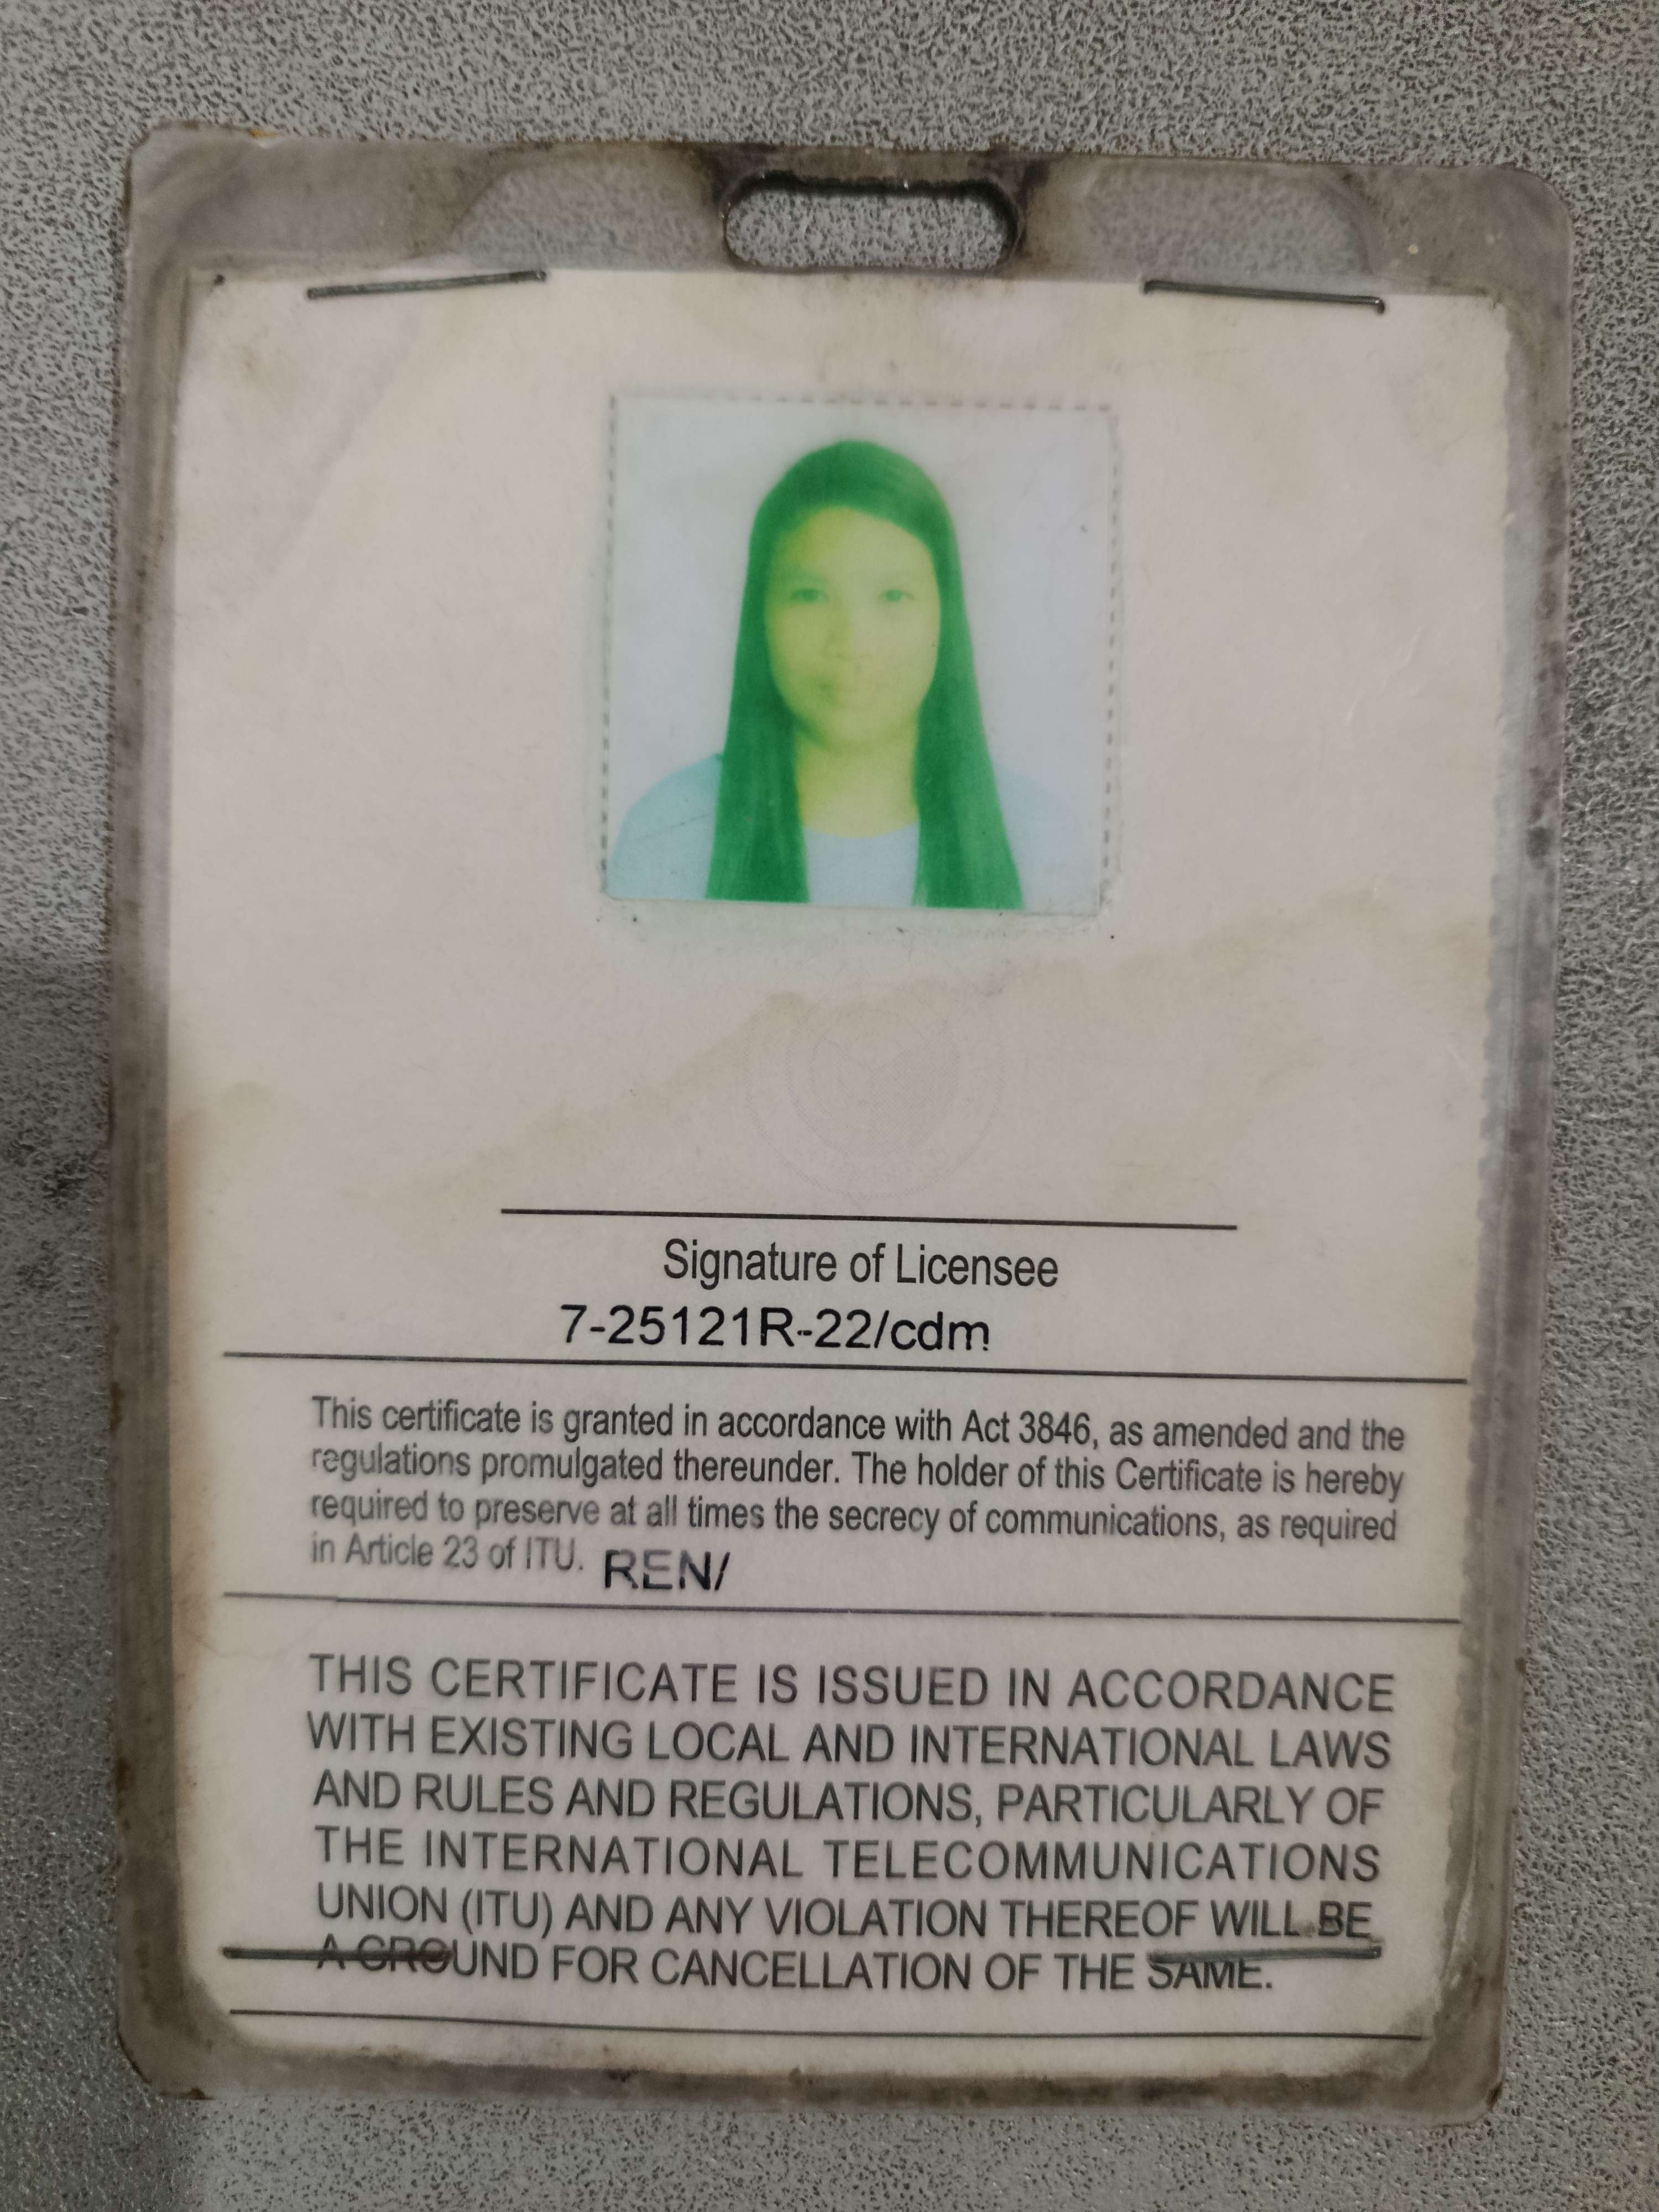 Signature of Licensee
7-25121R-22/cdm
This certificate is granted in accordance with Act 3846, as amended and the
regulations promulgated thereunder. The holder of this Certificate is hereby
required to preserve at all times the secrecy of communications, as required
in Article 23 of ITU. REN/
THIS CERTIFICATE IS ISSUED IN ACCORDANCE
WITH EXISTING LOCAL AND INTERNATIONAL LAWS
AND RULES AND REGULATIONS, PARTICULARLY OF
THE INTERNATIONAL TELECOMMUNICATIONS
UNION (ITU) AND ANY VIOLATION THEREOF WILL BE
A GROUND FOR CANCELLATION OF THE SAME.